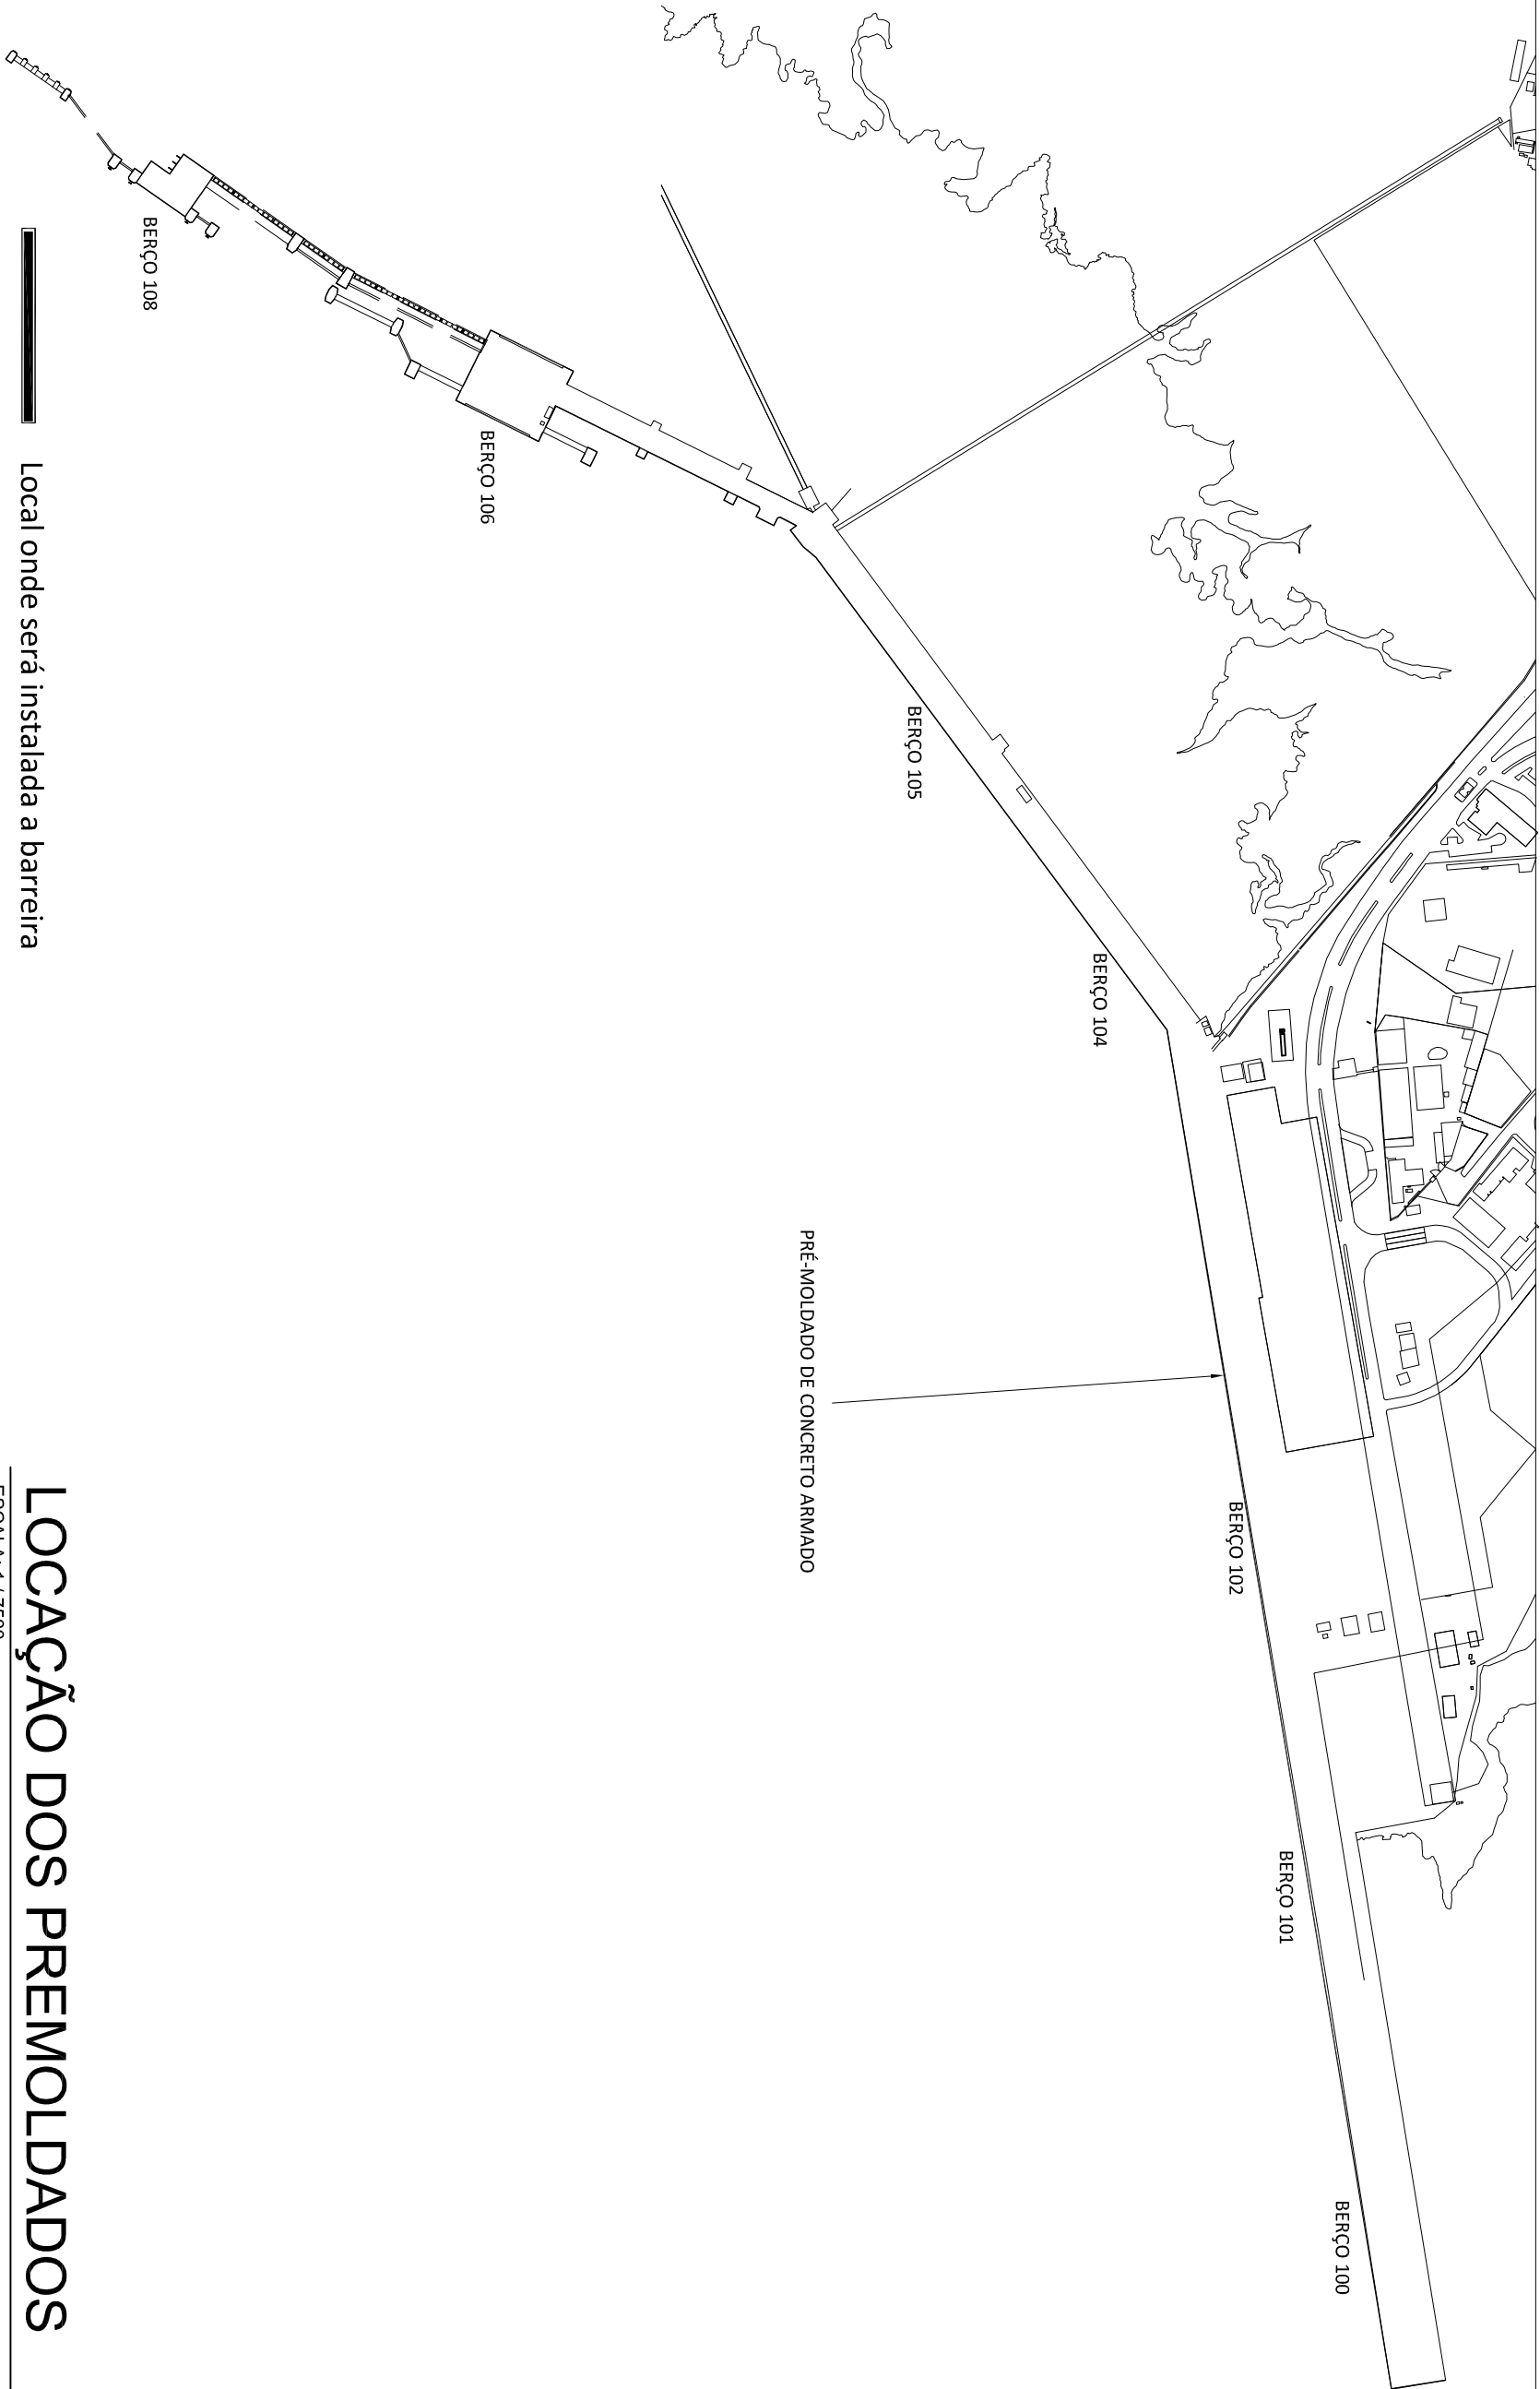 BERÇO 108
BERÇO 106
BERÇO 105
BERÇO 104
BERÇO 102
BERÇO 101
BERÇO 100
PRÉ-MOLDADO DE CONCRETO ARMADO
Local onde será instalada a barreira
LOCAÇÃO DOS PREMOLDADOS